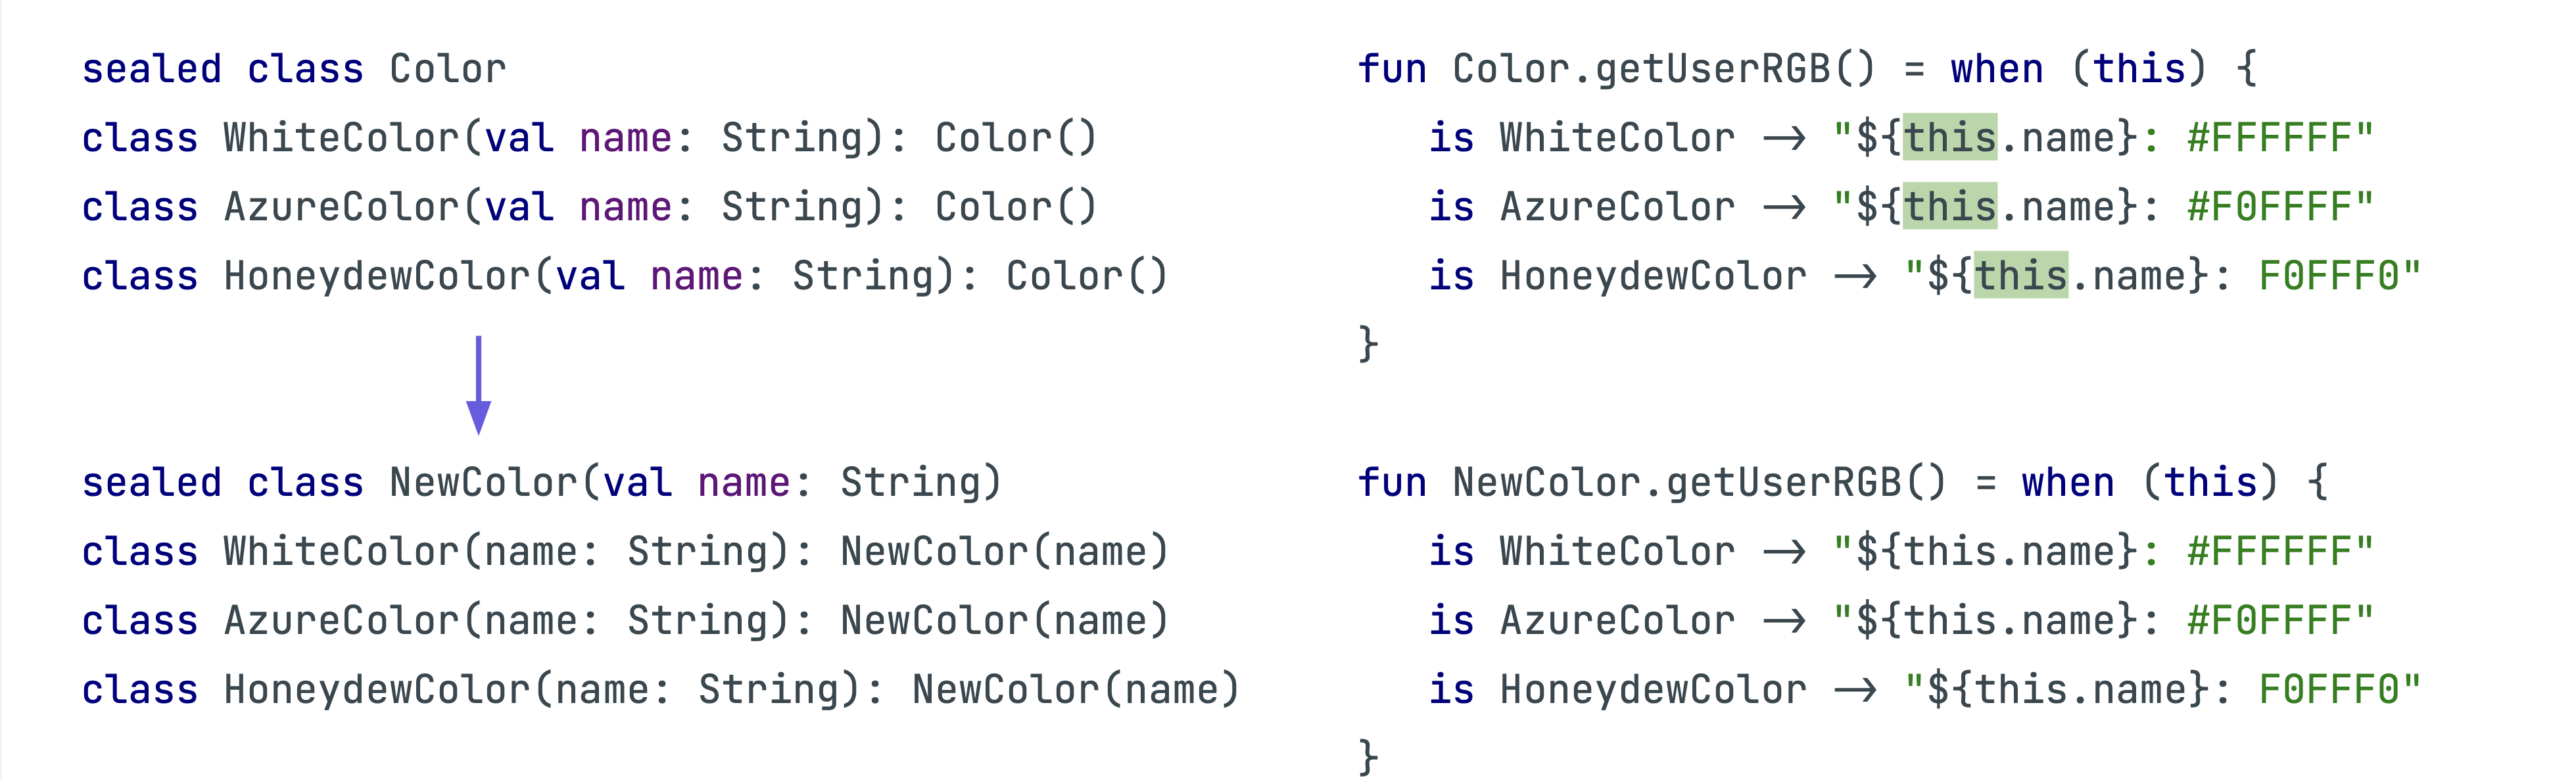 sealed class Color
class WhiteColor(val name: String): Color()
class AzureColor(val name: String): Color()
class HoneydewColor(val name: String): Color()
fun Color.getUserRGB() = when (this) {
is WhiteColor → "${this.name}: #FFFFFF"
is AzureColor → "${this.name}: #F0FFFF"
is HoneydewColor → "${this.name}: F0FFF0"
}
sealed class NewColor(val name: String)
class WhiteColor(name: String): NewColor(name)
class AzureColor(name: String): NewColor(name)
class HoneydewColor(name: String): NewColor(name)
fun NewColor.getUserRGB() = when (this) {
is WhiteColor → "${this.name}: #FFFFFF"
is AzureColor → "${this.name}: #F0FFFF"
is HoneydewColor → "${this.name}: F0FFF0"
}